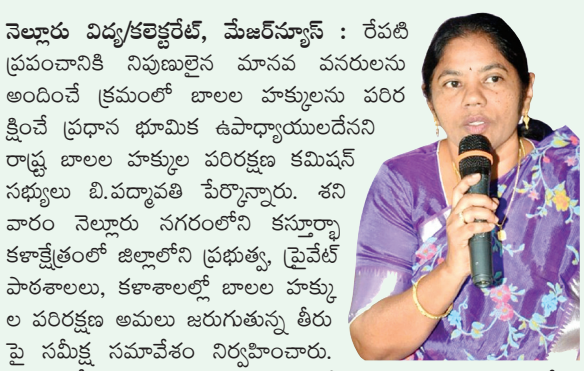 నెల్లూరు విద్య/కలెక్టరేట్, మేజర్‌న్యూస్ : రేపటి
ప్రపంచానికి నిపుణులైన మానవ వనరులను
అందించే క్రమంలో బాలల హక్కులను పరిర
క్షించే ప్రధాన భూమిక ఉపాధ్యాయులదేనని
రాష్ట్ర బాలల హక్కుల పరిరక్షణ కమిషన్
సభ్యులు బి.పద్మావతి పేర్కొన్నారు. శని
వారం నెల్లూరు నగరంలోని కస్తూర్భా
కళాక్షేత్రంలో జిల్లాలోని ప్రభుత్వ, ప్రైవేట్
పాఠశాలలు, కళాశాలల్లో బాలల హక్కు
ల పరిరక్షణ అమలు జరుగుతున్న తీరు
పై సమీక్ష సమావేశం నిర్వహించారు.